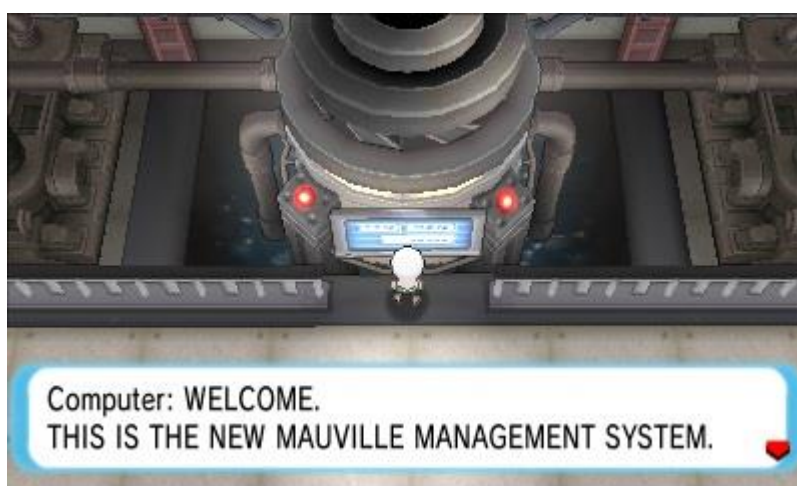 Computer: WELCOME.
THIS IS THE NEW MAUVILLE MANAGEMENT SYSTEM.